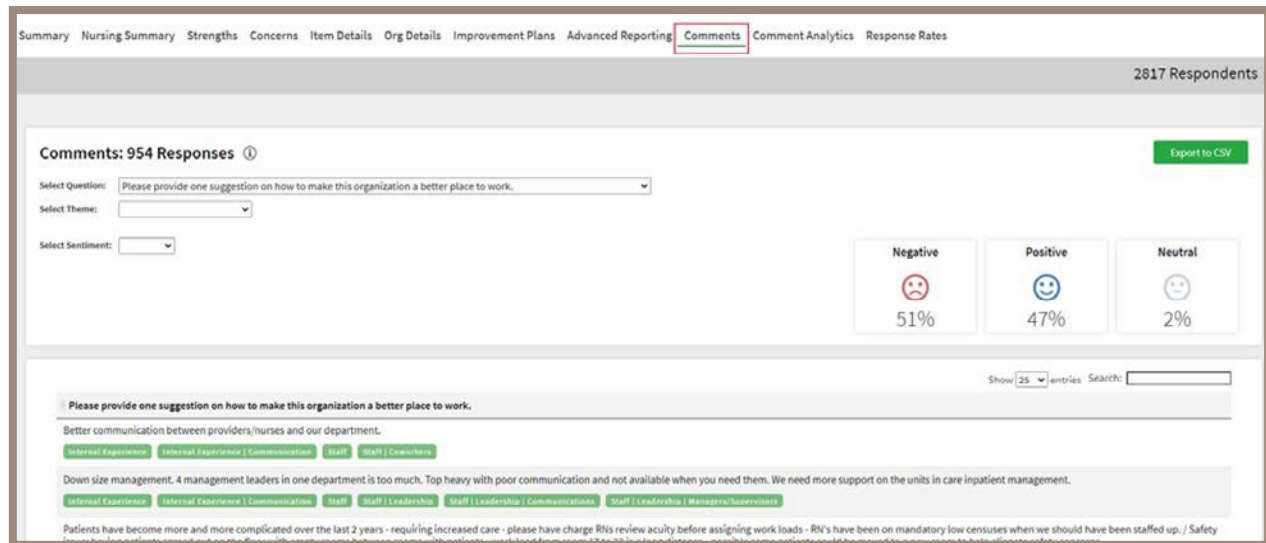 Summary Nursing Summary Strengths Concerns Item Details Org Details Improvement Plans Advanced Reporting Comments Comment Analytics Response Rates
2817 Respondents
Comments: 954 Responses
Export to CSV
Select Question: Please provide one suggestion on how to make this organization a better place to work.
Select Theme:
Select Sentiment:
Negative Positive Neutral
51% 47% 2%
Show 25 entries Search:
Please provide one suggestion on how to make this organization a better place to work.
Better communication between providers/nurses and our department.
Internal Experience Internal Experience | Communication Staff Staff | Coworkers
Down size management. 4 management leaders in one department is too much. Top heavy with poor communication and not available when you need them. We need more support on the units in care inpatient management.
Internal Experience Internal Experience | Communication Staff Staff | Leadership Staff | Leadership | Communications Staff | Leadership | Managers/Supervisors
Patients have become more and more complicated over the last 2 years - requiring increased care - please have charge RNs review acuity before assigning work loads - RN's have been on mandatory low censuses when we should have been staffed up. / Safety